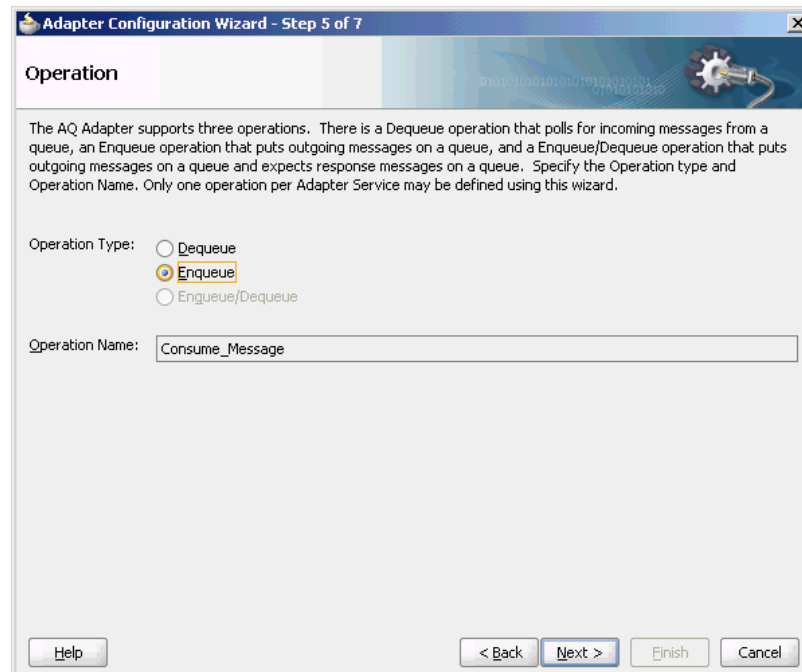 Adapter Configuration Wizard - Step 5 of 7
Operation
The AQ Adapter supports three operations. There is a Dequeue operation that polls for incoming messages from a
queue, an Enqueue operation that puts outgoing messages on a queue, and a Enqueue/Dequeue operation that puts
outgoing messages on a queue and expects response messages on a queue. Specify the Operation type and
Operation Name. Only one operation per Adapter Service may be defined using this wizard.
Operation Type: Dequeue
Enqueue
Enqueue/Dequeue
Operation Name: Consume_Message
Help < Back Next > Finish Cancel